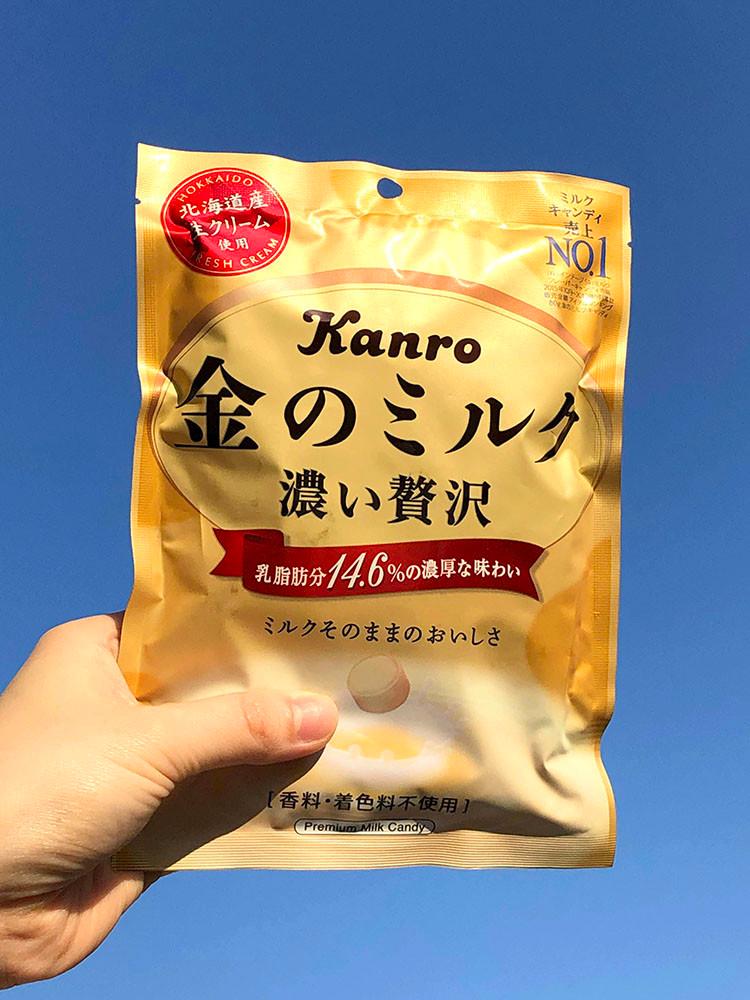 HOKKAIDO
北海道産
生クリーム
使用
FRESH CREAM
ミルク
キャンディ
売上
NO.1
Kanro
金のミルク
濃い贅沢
乳脂肪分14.6%の濃厚な味わい
ミルクそのままのおいしさ
[香料・着色料不使用]
Premium Milk Candy